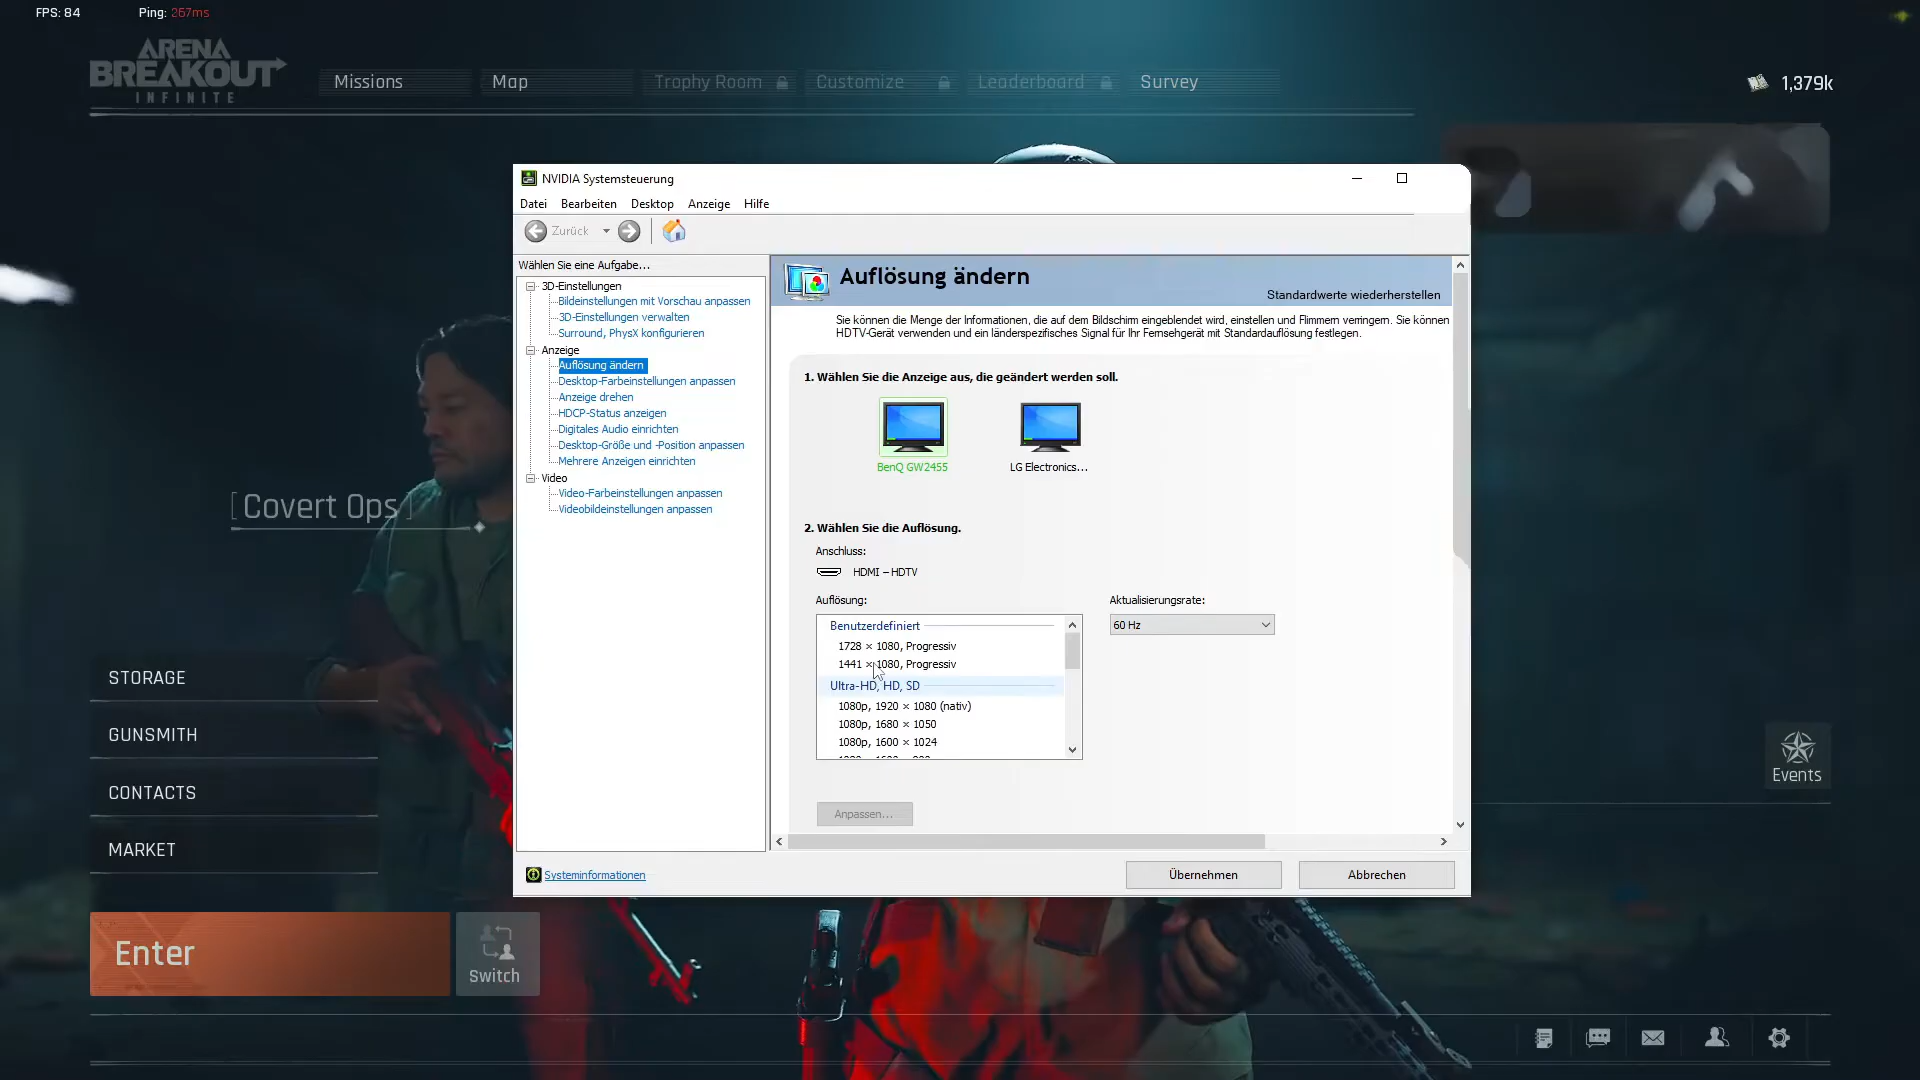 FPS: 84
Ping: 267ms
ARENA
BREAKOUT
INFINITE
Missions
Map
Trophy Room
Customize
Leaderboard
Survey
1,379k
NVIDIA Systemsteuerung
Datei
Bearbeiten
Desktop
Anzeige
Hilfe
Zurück
Wählen Sie eine Aufgabe...
3D-Einstellungen
Bildeinstellungen mit Vorschau anpassen
3D-Einstellungen verwalten
Surround, PhysX konfigurieren
Anzeige
Auflösung ändern
Desktop-Farbeinstellungen anpassen
Anzeige drehen
HDCP-Status anzeigen
Digitales Audio einrichten
Desktop-Größe und -Position anpassen
Mehrere Anzeigen einrichten
Video
Video-Farbeinstellungen anpassen
Videobildeinstellungen anpassen
Systeminformationen
Auflösung ändern
Standardwerte wiederherstellen
Sie können die Menge der Informationen, die auf dem Bildschirm eingeblendet wird, einstellen und Flimmern verringern. Sie können
HDTV-Gerät verwenden und ein länderspezifisches Signal für Ihr Fernsehgerät mit Standardauflösung festlegen.
1. Wählen Sie die Anzeige aus, die geändert werden soll.
BenQ GW2455
LG Electronics...
2. Wählen Sie die Auflösung.
Anschluss:
HDMI – HDTV
Auflösung:
Aktualisierungsrate:
60 Hz
Benutzerdefiniert
1728 × 1080, Progressiv
1441 × 1080, Progressiv
Ultra-HD, HD, SD
1080p, 1920 × 1080 (nativ)
1080p, 1680 × 1050
1080p, 1600 × 1024
Anpassen...
Übernehmen
Abbrechen
[ Covert Ops ]
STORAGE
GUNSMITH
CONTACTS
MARKET
Enter
Switch
Events